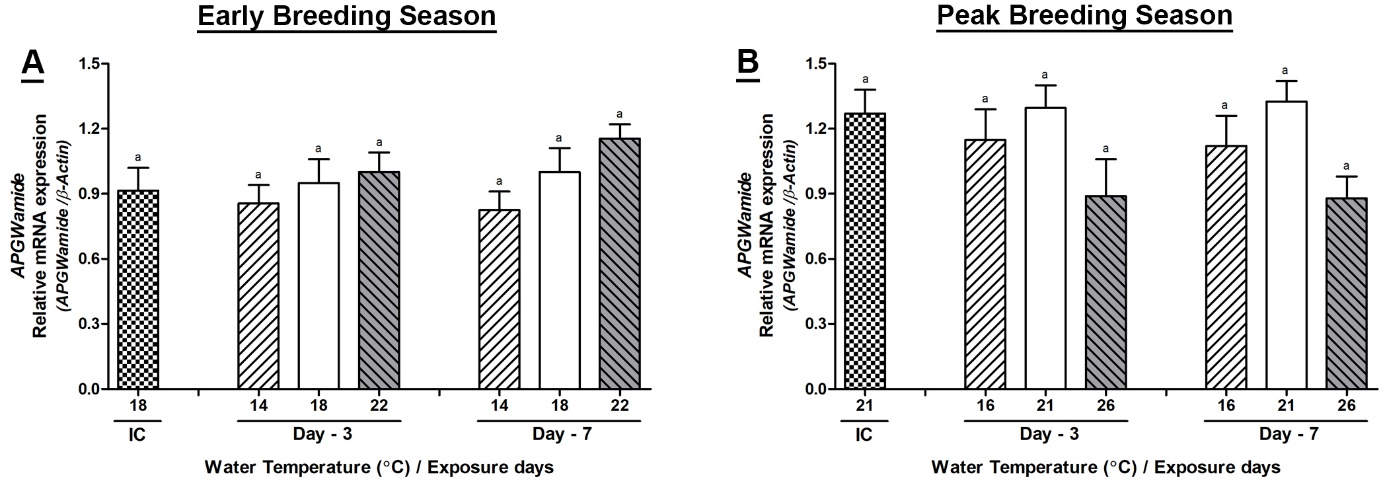 Early Breeding Season
A
APGWamide
Relative mRNA expression
(APGWamide /β-Actin)
1.5
1.2
0.9
0.6
0.3
0.0
a
a
a
a
a
a
a
18
14
18
22
14
18
22
IC
Day - 3
Day - 7
Water Temperature (°C) / Exposure days
Peak Breeding Season
B
APGWamide
Relative mRNA expression
(APGWamide /β-Actin)
1.5
1.2
0.9
0.6
0.3
0.0
a
a
a
a
a
a
a
21
16
21
26
16
21
26
IC
Day - 3
Day - 7
Water Temperature (°C) / Exposure days